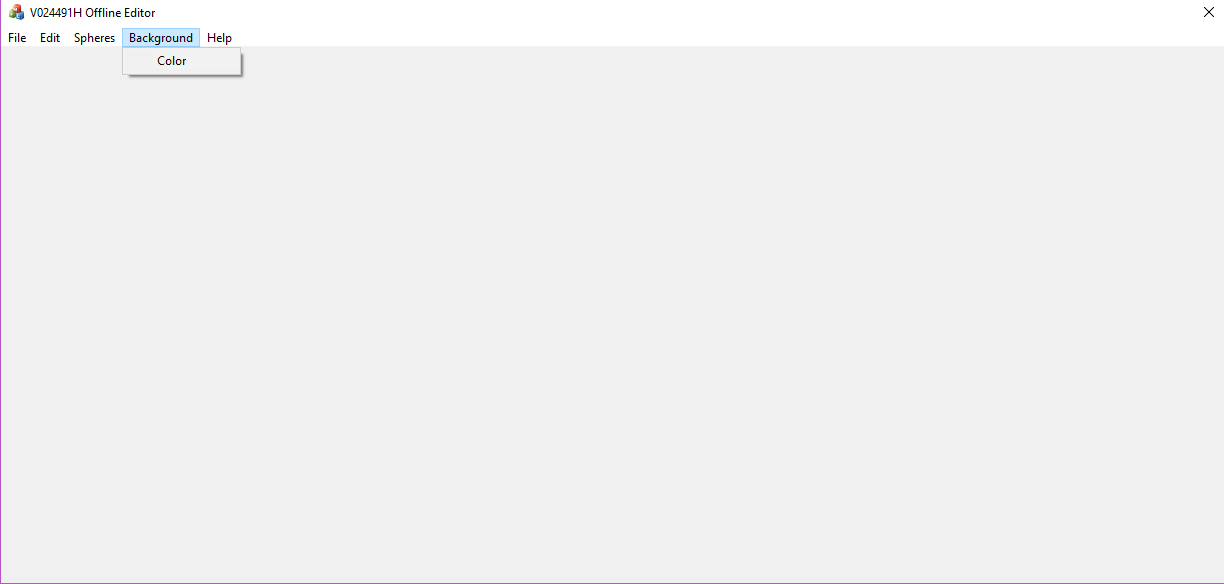 V024491H Offline Editor
File Edit Spheres Background Help
Color